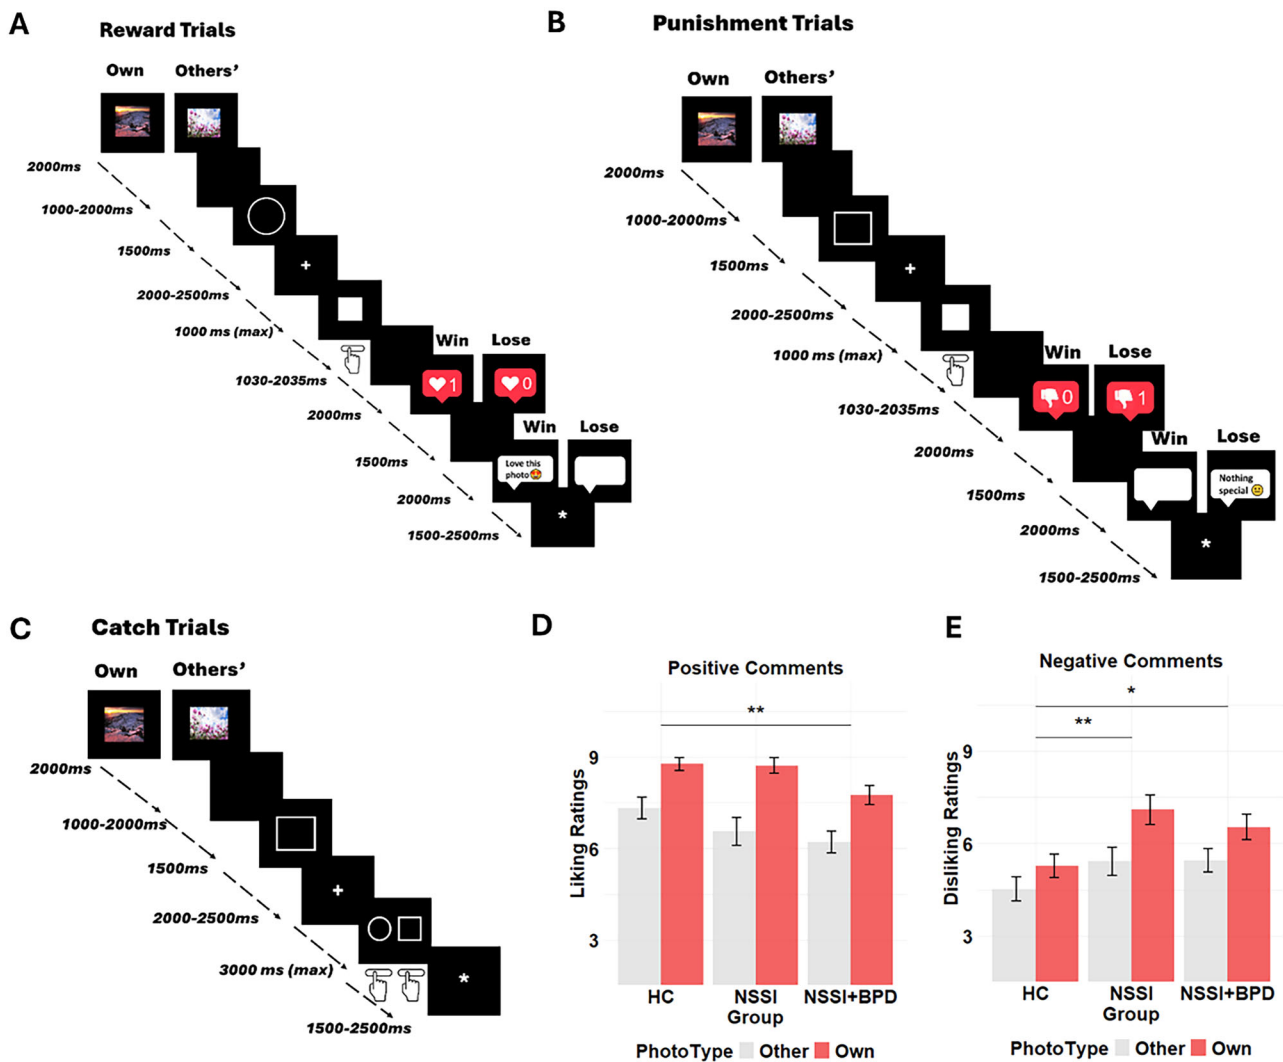 A
Reward Trials
Own
Others’
2000ms
1000-2000ms
1500ms
+
2000-2500ms
1000 ms (max)
Win
Lose
1030-2035ms
1
0
2000ms
Win
Lose
1500ms
Love this
photo😍
2000ms
*
1500-2500ms
B
Punishment Trials
Own
Others’
2000ms
1000-2000ms
1500ms
+
2000-2500ms
1000 ms (max)
Win
Lose
0
1
1030-2035ms
2000ms
Win
Lose
1500ms
Nothing
special 😐
2000ms
*
1500-2500ms
C
Catch Trials
Own
Others’
2000ms
1000-2000ms
1500ms
+
2000-2500ms
3000 ms (max)
*
1500-2500ms
D
Positive Comments
**
Liking Ratings
9
6
3
HC
NSSI
NSSI+BPD
Group
PhotoType
Other
Own
E
Negative Comments
*
**
Disliking Ratings
9
6
3
HC
NSSI
NSSI+BPD
Group
PhotoType
Other
Own